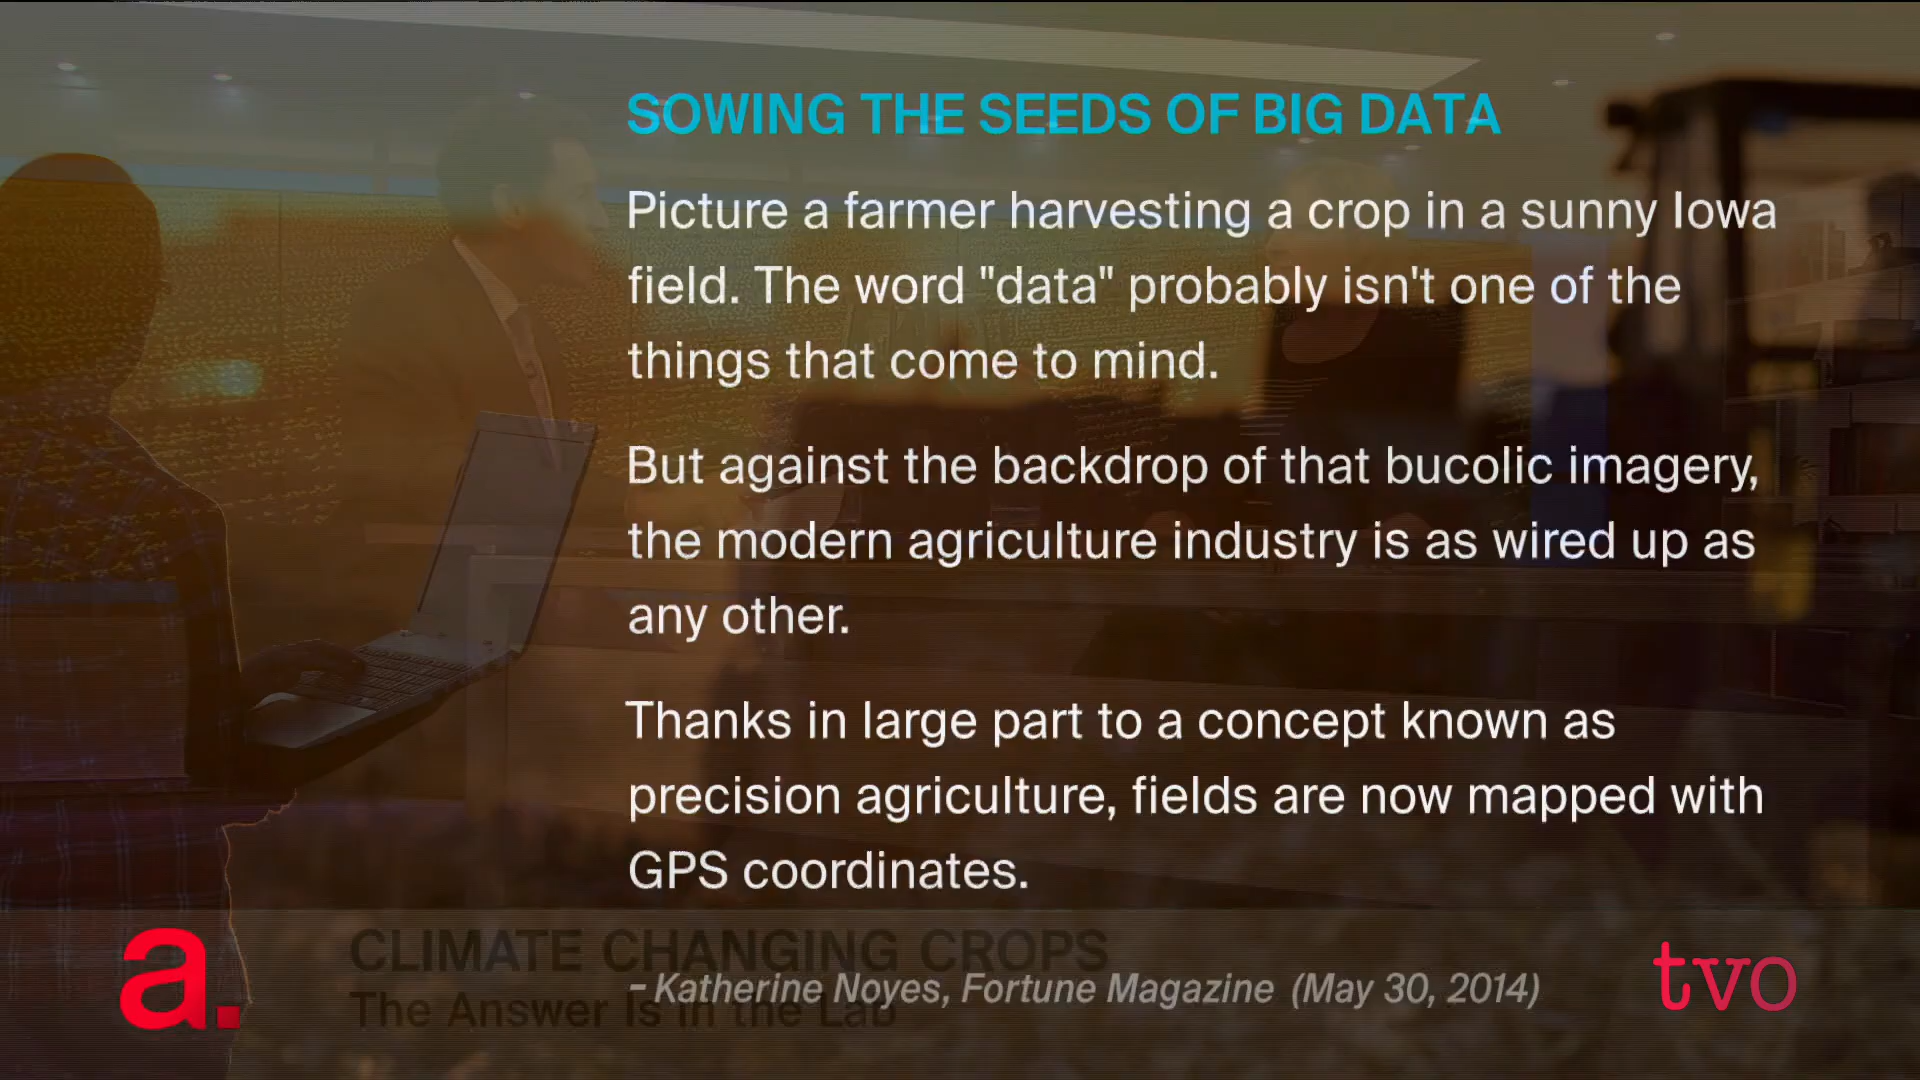 SOWING THE SEEDS OF BIG DATA
Picture a farmer harvesting a crop in a sunny Iowa
field. The word "data" probably isn't one of the
things that come to mind.
But against the backdrop of that bucolic imagery,
the modern agriculture industry is as wired up as
any other.
Thanks in large part to a concept known as
precision agriculture, fields are now mapped with
GPS coordinates.
CLIMATE CHANGING CROPS
– Katherine Noyes, Fortune Magazine (May 30, 2014)
The Answer Is in the Lab
a.
tvo